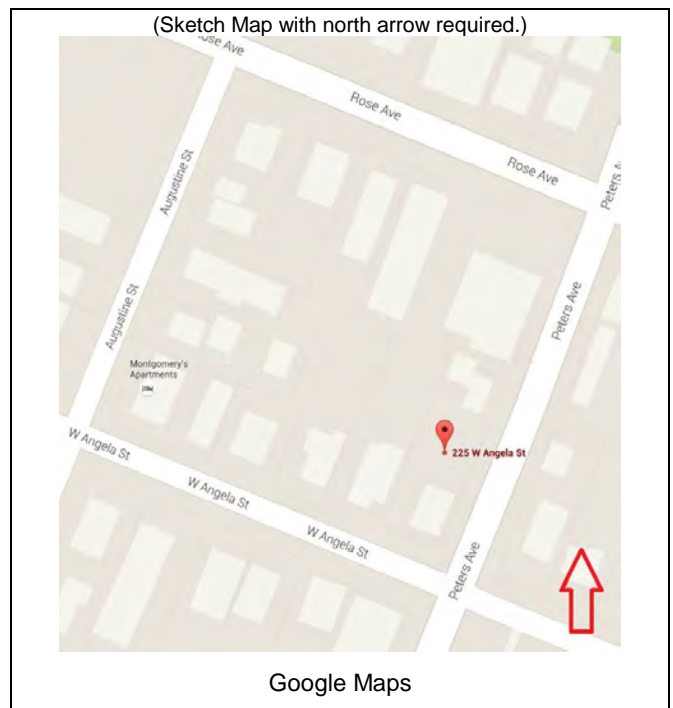 (Sketch Map with north arrow required.)
Rose Ave
Rose Ave
Rose Ave
Peters A
Augustine St
Peters Ave
Augustine St
Montgomery's
Apartments
225 W Angela St
W Angela St
W Angela St
W Angela St
Peters Ave
Google Maps